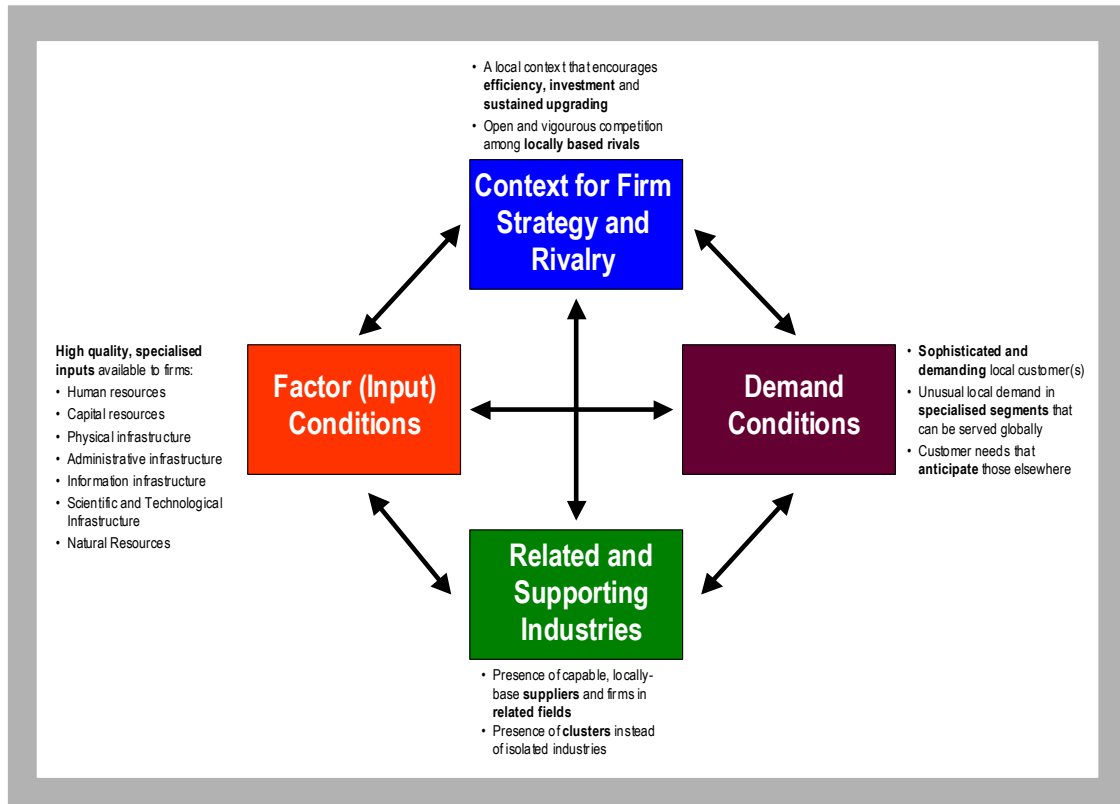 • A local context that encourages
efficiency, investment and
sustained upgrading
• Open and vigourous competition
among locally based rivals
Context for Firm
Strategy and
Rivalry
High quality, specialised
inputs available to firms:
• Human resources
• Capital resources
• Physical infrastructure
• Administrative infrastructure
• Information infrastructure
• Scientific and Technological
Infrastructure
• Natural Resources
Factor (Input)
Conditions
Demand
Conditions
• Sophisticated and
demanding local customer(s)
• Unusual local demand in
specialised segments that
can be served globally
• Customer needs that
anticipate those elsewhere
Related and
Supporting
Industries
• Presence of capable, locally-
base suppliers and firms in
related fields
• Presence of clusters instead
of isolated industries